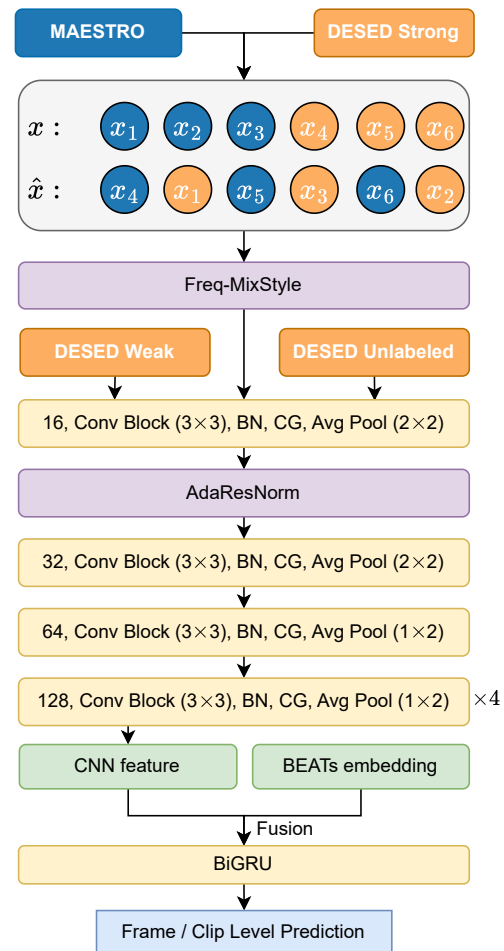 MAESTRO DESED Strong
x : x₁ x₂ x₃ x₄ x₅ x₆
x̂ : x₄ x₁ x₅ x₃ x₆ x₂
Freq-MixStyle
DESED Weak DESED Unlabeled
16, Conv Block (3×3), BN, CG, Avg Pool (2×2)
AdaResNorm
32, Conv Block (3×3), BN, CG, Avg Pool (2×2)
64, Conv Block (3×3), BN, CG, Avg Pool (1×2)
128, Conv Block (3×3), BN, CG, Avg Pool (1×2) ×4
CNN feature BEATs embedding
Fusion
BiGRU
Frame / Clip Level Prediction